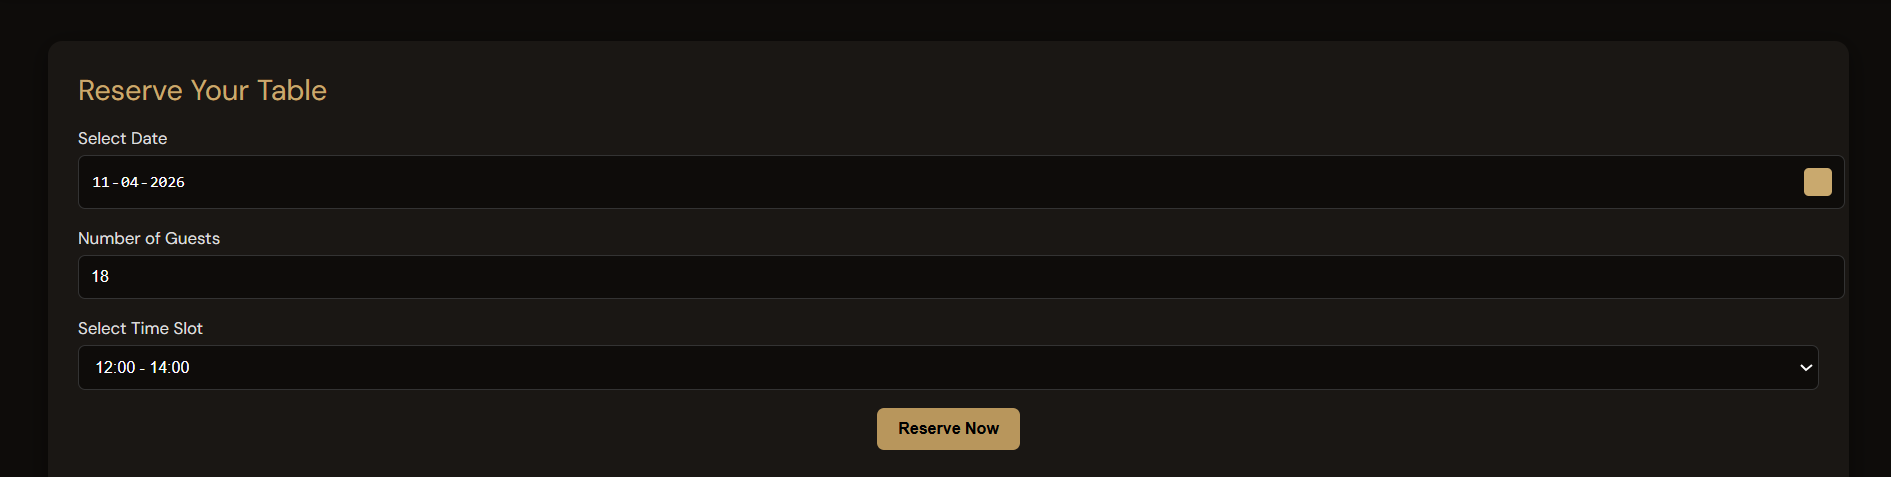 Reserve Your Table
Select Date
11-04-2026
Number of Guests
18
Select Time Slot
12:00 - 14:00
Reserve Now